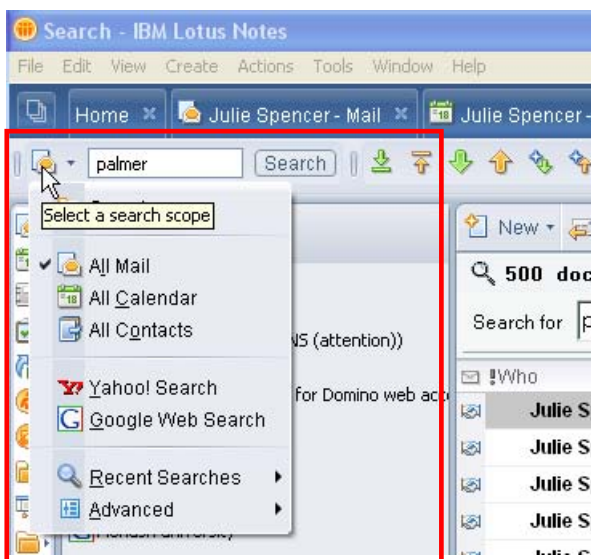 Search - IBM Lotus Notes
File Edit View Create Actions Tools Window Help
Home Julie Spencer - Mail 18 Julie Spencer -
palmer Search
Select a search scope
New
All Mail
500 doc
18 All Calendar
All Contacts
Search for p
NS (attention))
!Who
Y! Yahoo! Search
for Domino web acc
Julie S
G Google Web Search
Julie S
Recent Searches
Julie S
Advanced
Julie S